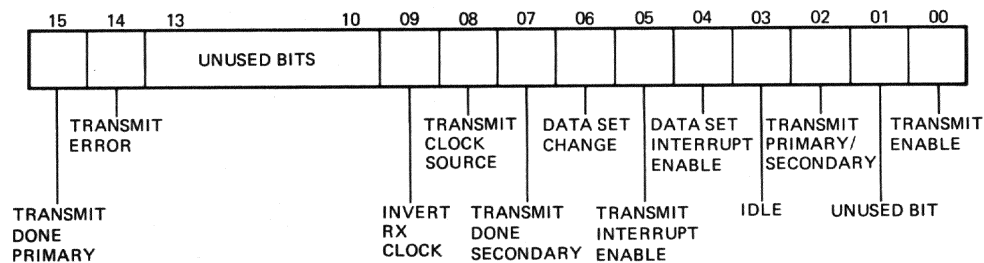 15 14 13 10 09 08 07 06 05 04 03 02 01 00
UNUSED BITS
TRANSMIT
ERROR
TRANSMIT
CLOCK
SOURCE
DATA SET
CHANGE
DATA SET
INTERRUPT
ENABLE
TRANSMIT
PRIMARY/
SECONDARY
TRANSMIT
ENABLE
TRANSMIT
DONE
PRIMARY
INVERT
RX
CLOCK
TRANSMIT
DONE
SECONDARY
TRANSMIT
INTERRUPT
ENABLE
IDLE
UNUSED BIT